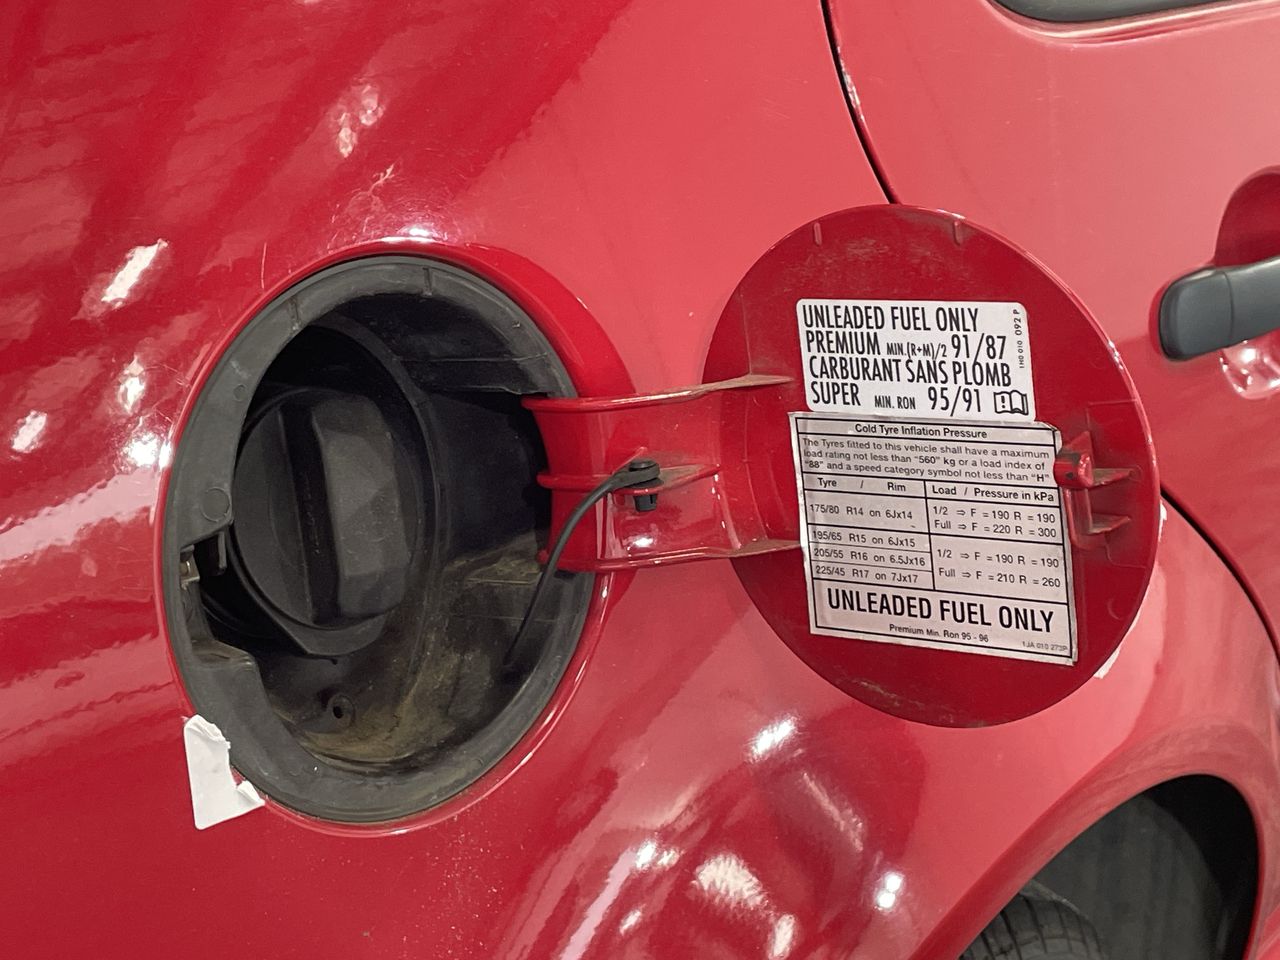 UNLEADED FUEL ONLY
PREMIUM MIN.(R+M)/2 91/87
CARBURANT SANS PLOMB
SUPER MIN. RON 95/91
1H0 010 092 P
Cold Tyre Inflation Pressure
The Tyres fitted to this vehicle shall have a maximum
load rating not less than "560" kg or a load index of
"88" and a speed category symbol not less than "H"
Tyre / Rim Load / Pressure in kPa
175/80 R14 on 6Jx14 1/2 ⇒ F = 190 R = 190
Full ⇒ F = 220 R = 300
195/65 R15 on 6Jx15
205/55 R16 on 6.5Jx16 1/2 ⇒ F = 190 R = 190
225/45 R17 on 7Jx17 Full ⇒ F = 210 R = 260
UNLEADED FUEL ONLY
Premium Min. Ron 95 - 96
1JA 010 273P